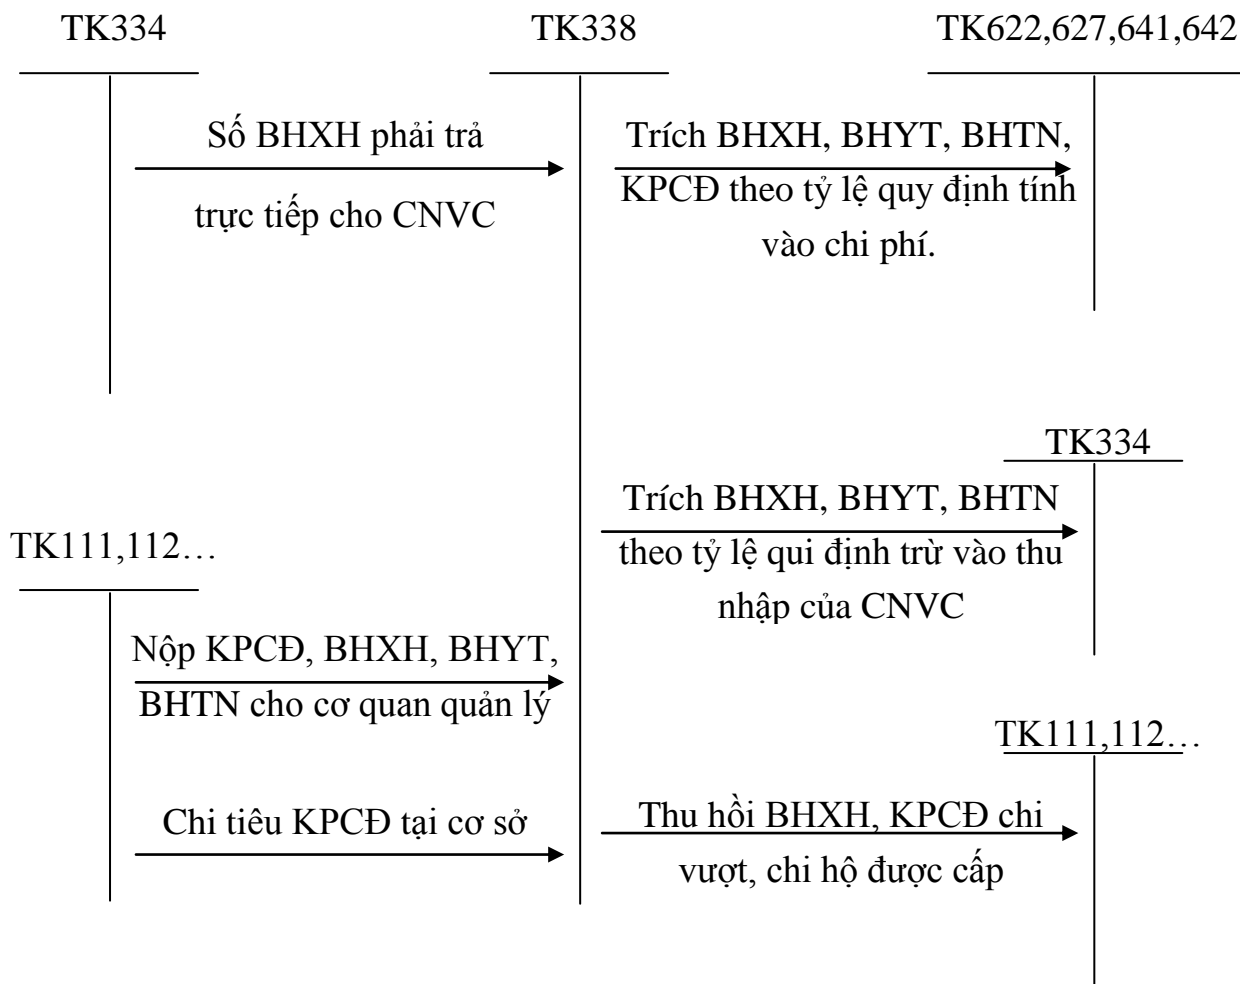 TK334
TK338
TK622,627,641,642
Số BHXH phải trả
trực tiếp cho CNVC
Trích BHXH, BHYT, BHTN,
KPCĐ theo tỷ lệ quy định tính
vào chi phí.
TK334
Trích BHXH, BHYT, BHTN
theo tỷ lệ qui định trừ vào thu
nhập của CNVC
TK111,112…
Nộp KPCĐ, BHXH, BHYT,
BHTN cho cơ quan quản lý
TK111,112…
Chi tiêu KPCĐ tại cơ sở
Thu hồi BHXH, KPCĐ chi
vượt, chi hộ được cấp